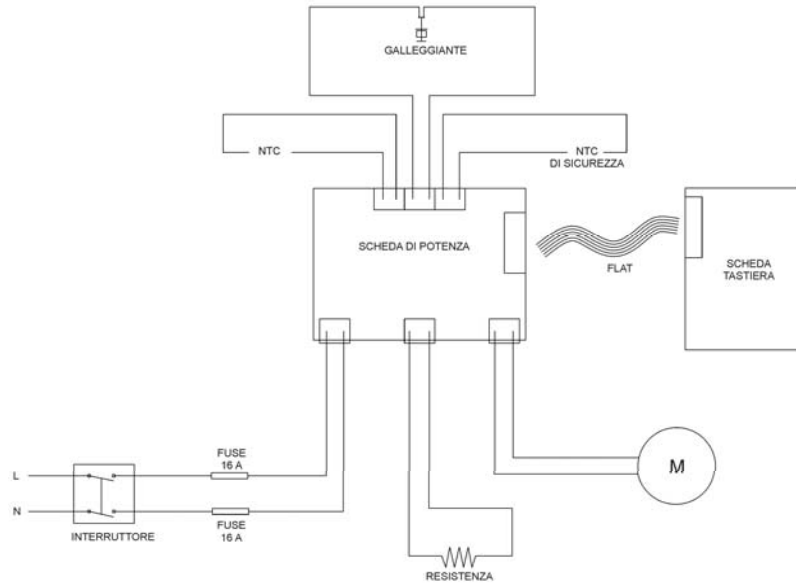 GALLEGGIANTE
NTC
NTC
DI SICUREZZA
SCHEDA DI POTENZA
FLAT
SCHEDA
TASTIERA
FUSE
16 A
L
M
N
FUSE
16 A
INTERRUTTORE
RESISTENZA